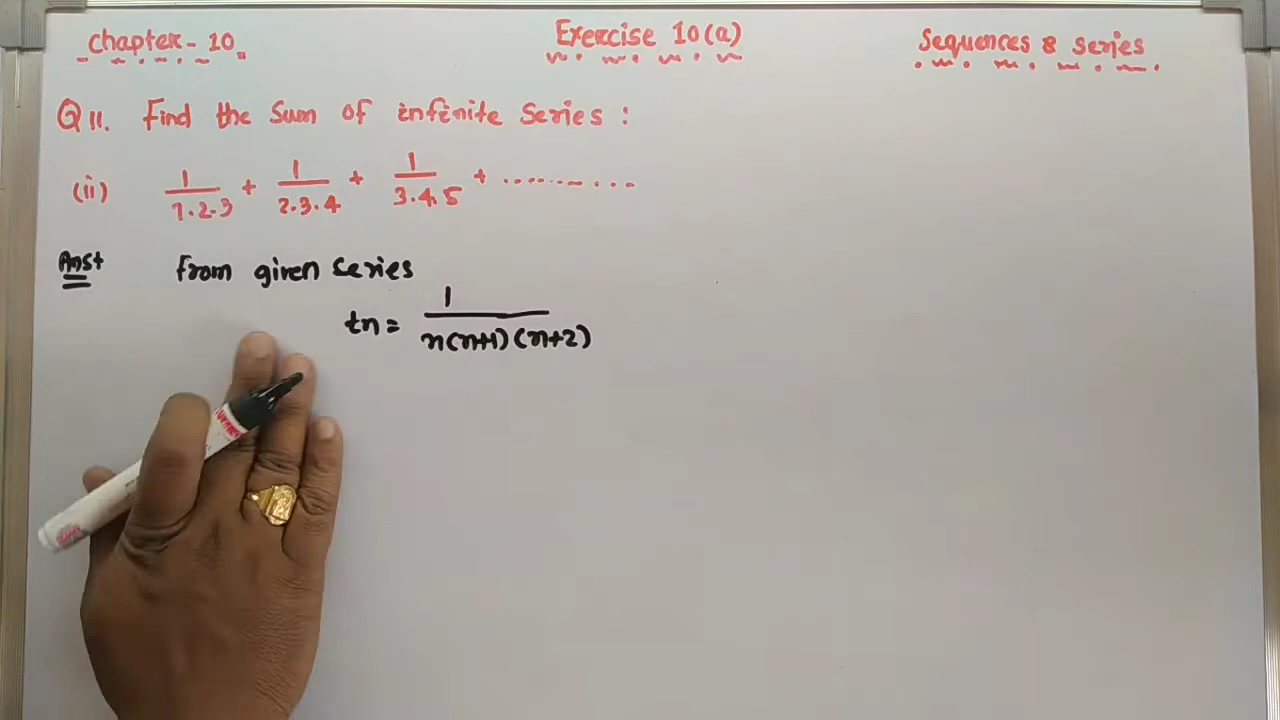 Chapter - 10
Exercise 10(a)
Sequences & Series
Q 11. Find the Sum of infinite Series :
(ii) 1/1.2.3 + 1/2.3.4 + 1/3.4.5 + ............
Ans:
from given series
tn = 1/n(n+1)(n+2)